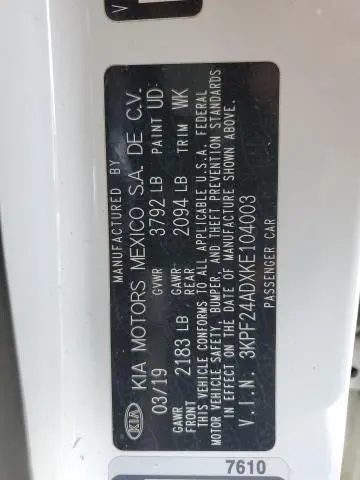 MANUFACTURED BY
KIA KIA MOTORS MEXICO S.A. DE C.V.
03/19 GVWR 3792 LB PAINT UD
GAWR FRONT 2183 LB GAWR REAR 2094 LB TRIM WK
THIS VEHICLE CONFORMS TO ALL APPLICABLE U.S.A. FEDERAL
MOTOR VEHICLE SAFETY, BUMPER, AND THEFT PREVENTION STANDARDS
IN EFFECT ON THE DATE OF MANUFACTURE SHOWN ABOVE.
V.I.N. 3KPF24ADXKE104003
PASSENGER CAR
7610
V